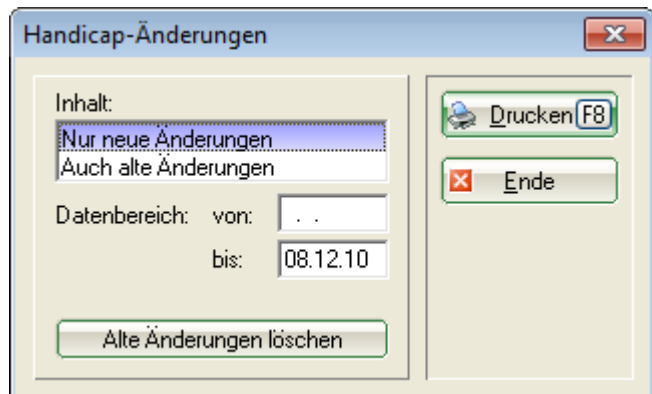 Handicap-Änderungen
Inhalt:
Nur neue Änderungen
Auch alte Änderungen
Datenbereich: von: . .
bis: 08.12.10
Alte Änderungen löschen
Drucken F8
Ende